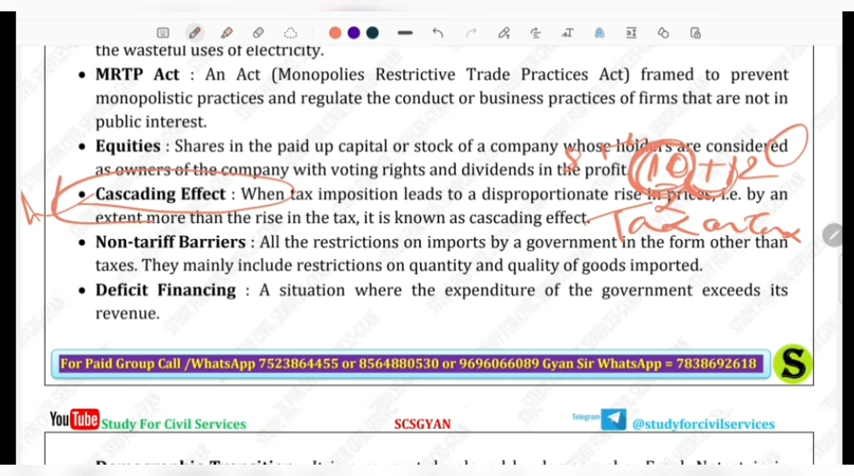 the wasteful uses of electricity.
• MRTP Act : An Act (Monopolies Restrictive Trade Practices Act) framed to prevent
monopolistic practices and regulate the conduct or business practices of firms that are not in
public interest.
• Equities : Shares in the paid up capital or stock of a company whose holders are considered
as owners of the company with voting rights and dividends in the profit
• Cascading Effect : When tax imposition leads to a disproportionate rise in prices, i.e. by an
extent more than the rise in the tax, it is known as cascading effect.
Tax on Tax
• Non-tariff Barriers : All the restrictions on imports by a government in the form other than
taxes. They mainly include restrictions on quantity and quality of goods imported.
• Deficit Financing : A situation where the expenditure of the government exceeds its
revenue.
For Paid Group Call /WhatsApp 7523864455 or 8564880530 or 9696066089 Gyan Sir WhatsApp = 7838692618
S
YouTube Study For Civil Services SCSGYAN Telegram @studyforcivilservices